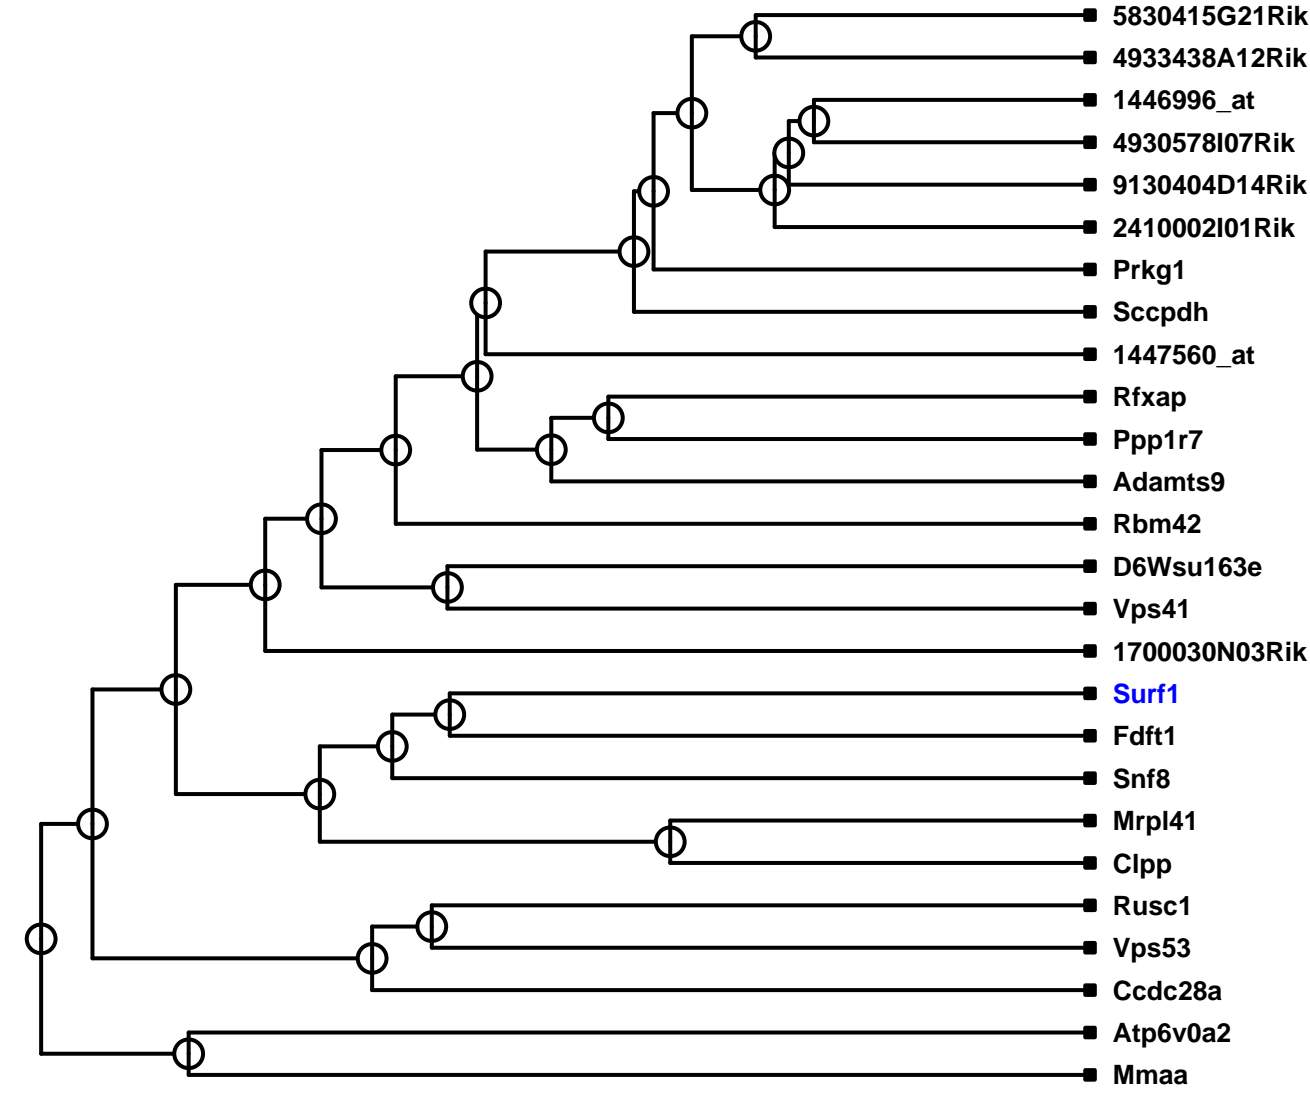 5830415G21Rik
4933438A12Rik
1446996_at
4930578I07Rik
9130404D14Rik
2410002I01Rik
Prkg1
Sccpdh
1447560_at
Rfxap
Ppp1r7
Adamts9
Rbm42
D6Wsu163e
Vps41
1700030N03Rik
Surf1
Fdft1
Snf8
Mrpl41
Clpp
Rusc1
Vps53
Ccdc28a
Atp6v0a2
Mmaa